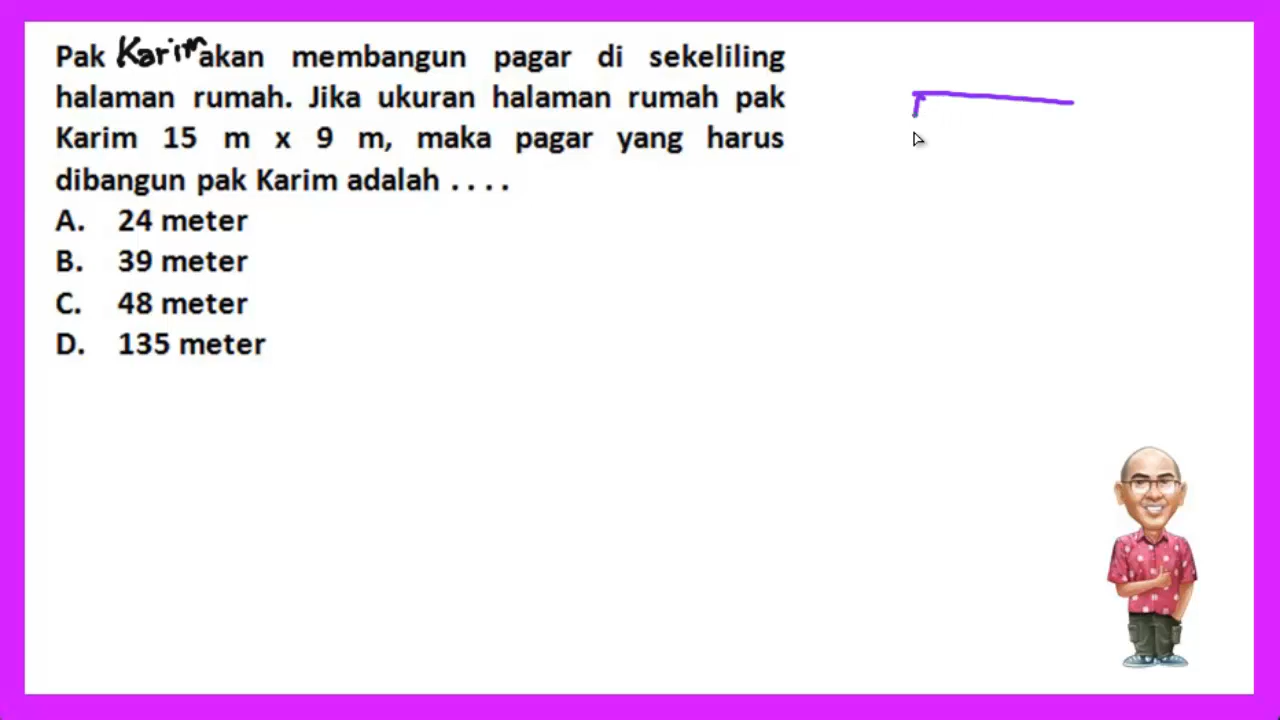 Pak Karim akan membangun pagar di sekeliling
halaman rumah. Jika ukuran halaman rumah pak
Karim 15 m x 9 m, maka pagar yang harus
dibangun pak Karim adalah . . . .
A. 24 meter
B. 39 meter
C. 48 meter
D. 135 meter